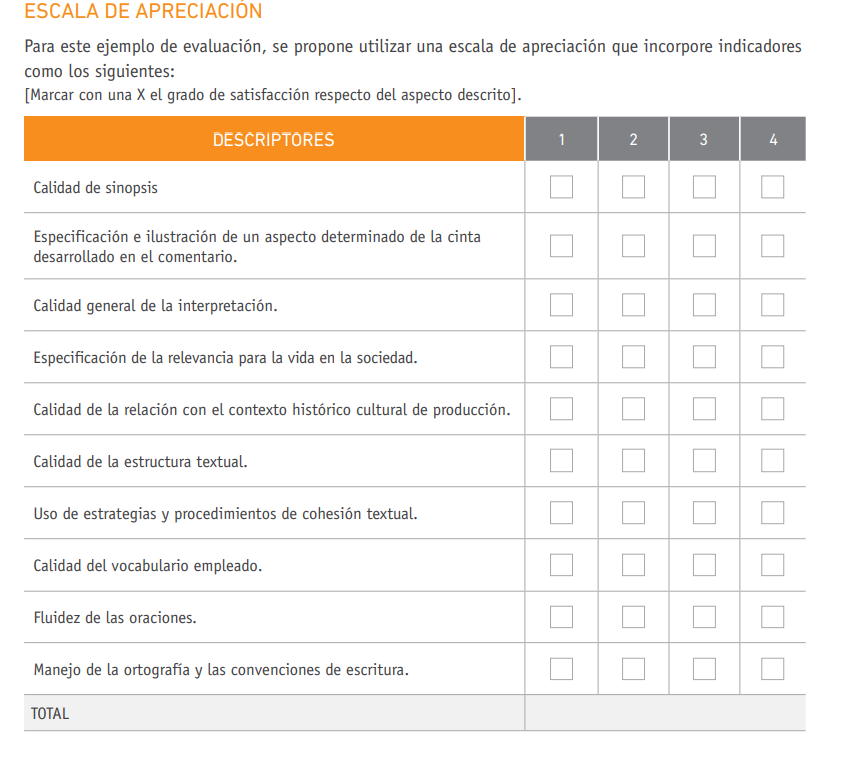 ESCALA DE APRECIACIÓN
Para este ejemplo de evaluación, se propone utilizar una escala de apreciación que incorpore indicadores
como los siguientes:
[Marcar con una X el grado de satisfacción respecto del aspecto descrito].
DESCRIPTORES 1 2 3 4
Calidad de sinopsis
Especificación e ilustración de un aspecto determinado de la cinta
desarrollado en el comentario.
Calidad general de la interpretación.
Especificación de la relevancia para la vida en la sociedad.
Calidad de la relación con el contexto histórico cultural de producción.
Calidad de la estructura textual.
Uso de estrategias y procedimientos de cohesión textual.
Calidad del vocabulario empleado.
Fluidez de las oraciones.
Manejo de la ortografía y las convenciones de escritura.
TOTAL